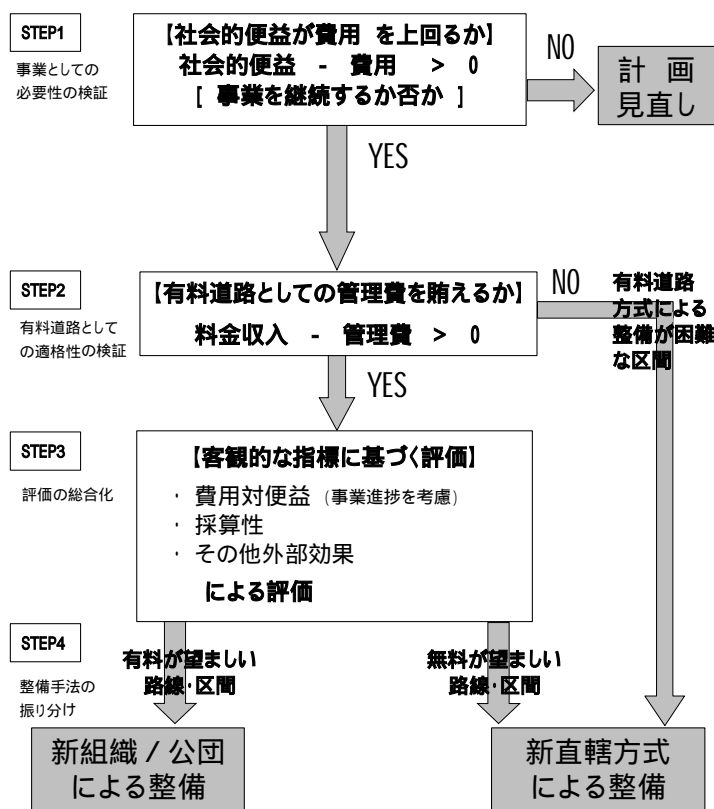 STEP1
事業としての
必要性の検証
【社会的便益が費用 を上回るか】
社会的便益 - 費用 > 0
[ 事業を継続するか否か ]
NO
計 画
見直し
YES
STEP2
有料道路として
の適格性の検証
【有料道路としての管理費を賄えるか】
料金収入 - 管理費 > 0
NO
有料道路
方式による
整備が困難
な区間
YES
STEP3
評価の総合化
【客観的な指標に基づく評価】
・ 費用対便益 (事業進捗を考慮)
・ 採算性
・ その他外部効果
による評価
STEP4
整備手法の
振り分け
有料が望ましい
路線・区間
無料が望ましい
路線・区間
新組織 / 公団
による整備
新直轄方式
による整備